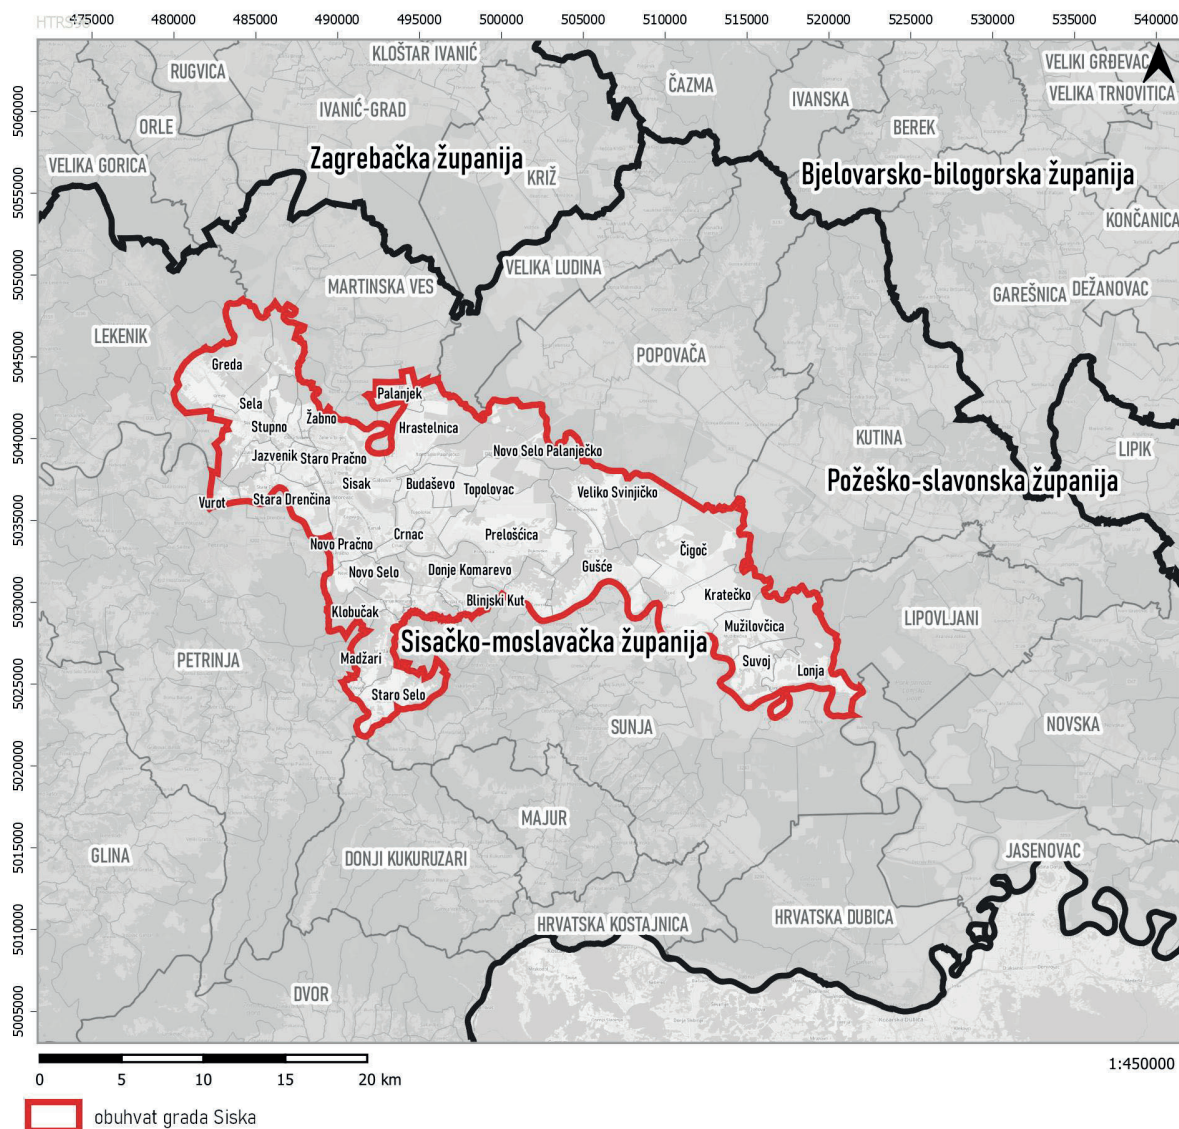 HTRS96
475000 480000 485000 490000 495000 500000 505000 510000 515000 520000 525000 530000 535000 540000
KLOŠTAR IVANIĆ
RUGVICA
VELIKI GRĐEVAC
ČAZMA
IVANSKA
VELIKA TRNOVITICA
IVANIĆ-GRAD
5060000
ORLE
BEREK
Zagrebačka županija
VELIKA GORICA
KRIŽ
Bjelovarsko-bilogorska županija
5055000
KONČANICA
5050000
VELIKA LUDINA
MARTINSKA VES
DEŽANOVAC
GAREŠNICA
LEKENIK
5045000
POPOVAČA
Greda
Palanjek
Sela
Žabno
Stupno
Hrastelnica
5040000
KUTINA
LIPIK
Novo Selo Palanječko
Jazvenik
Staro Pračno
Požeško-slavonska županija
Sisak
Budaševo
Topolovac
Veliko Svinjičko
Vurot
Stara Drenčina
5035000
Crnac
Prelošćica
Novo Pračno
Čigoč
Gušće
Novo Selo
Donje Komarevo
Kratečko
Blinjski Kut
5030000
Klobučak
LIPOVLJANI
Mužilovčica
Sisačko-moslavačka županija
PETRINJA
Madžari
Suvoj
Lonja
5025000
Staro Selo
SUNJA
NOVSKA
5020000
MAJUR
5015000
GLINA
DONJI KUKURUZARI
JASENOVAC
5010000
HRVATSKA KOSTAJNICA
HRVATSKA DUBICA
DVOR
5005000
1:450000
0 5 10 15 20 km
obuhvat grada Siska